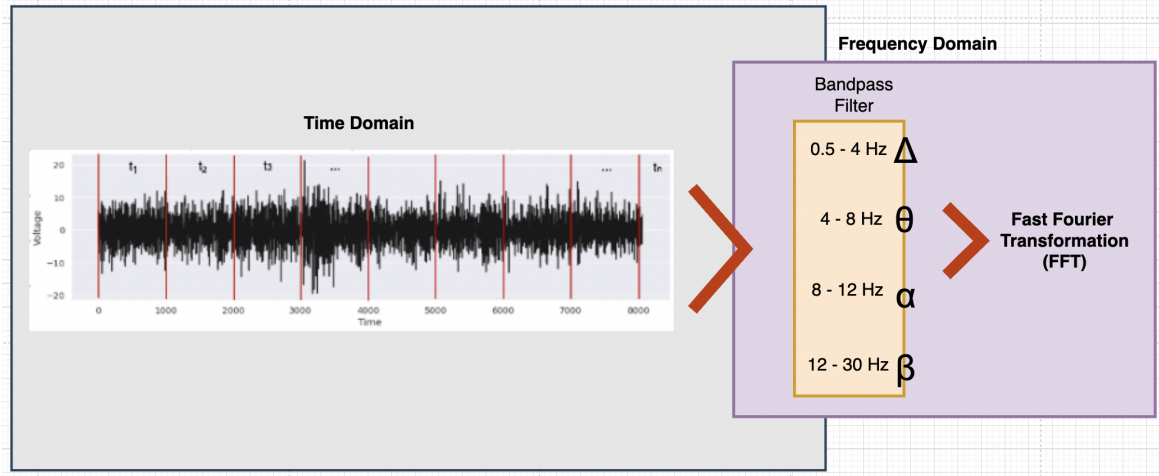 Frequency Domain
Time Domain
t1
t2
t3
...
...
tn
20
10
0
−10
−20
Voltage
0
1000
2000
3000
4000
5000
6000
7000
8000
Time
Bandpass
Filter
0.5 - 4 Hz Δ
4 - 8 Hz θ
8 - 12 Hz α
12 - 30 Hz β
Fast Fourier
Transformation
(FFT)